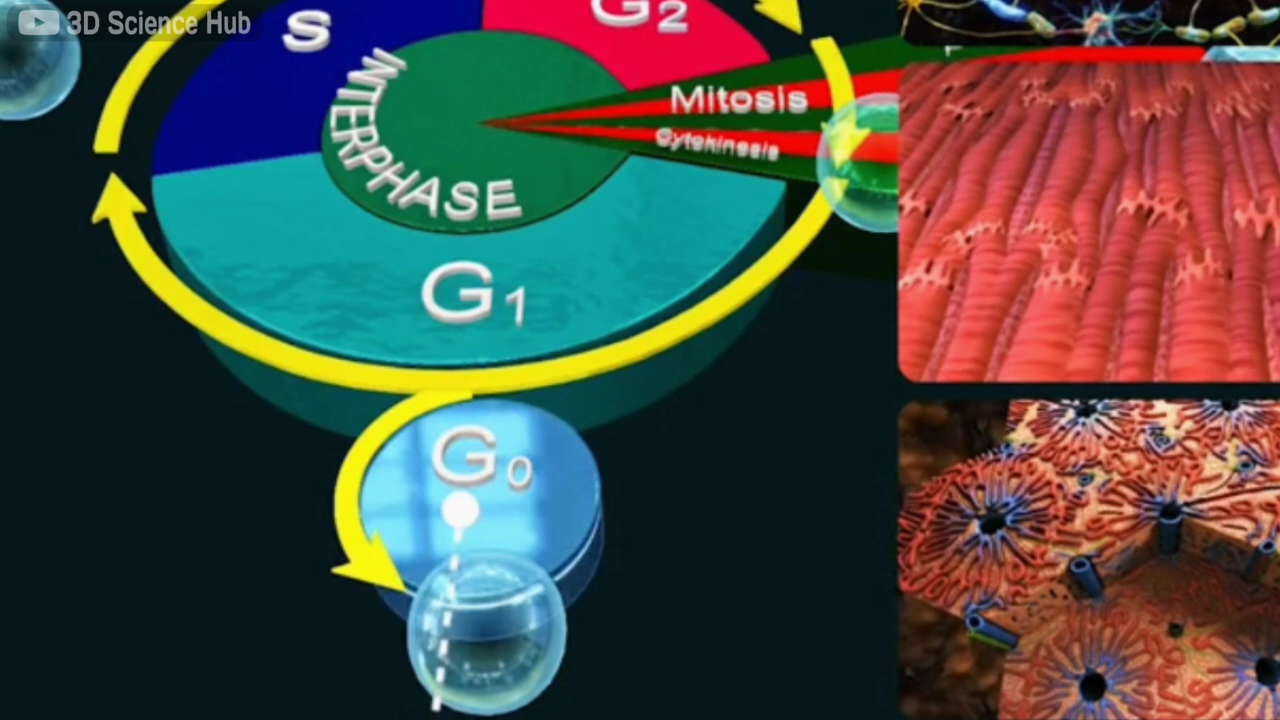 3D Science Hub
S
G2
INTERPHASE
Mitosis
Cytokinesis
G1
G0